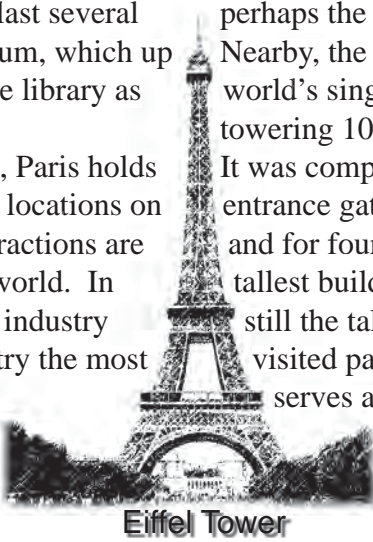 last several
um, which up
e library as
, Paris holds
locations on
ractions are
world. In
industry
try the most
perhaps the
Nearby, the
world's sing
towering 10
It was comp
entrance gat
and for four
tallest build
still the tal
visited pa
serves a
Eiffel Tower